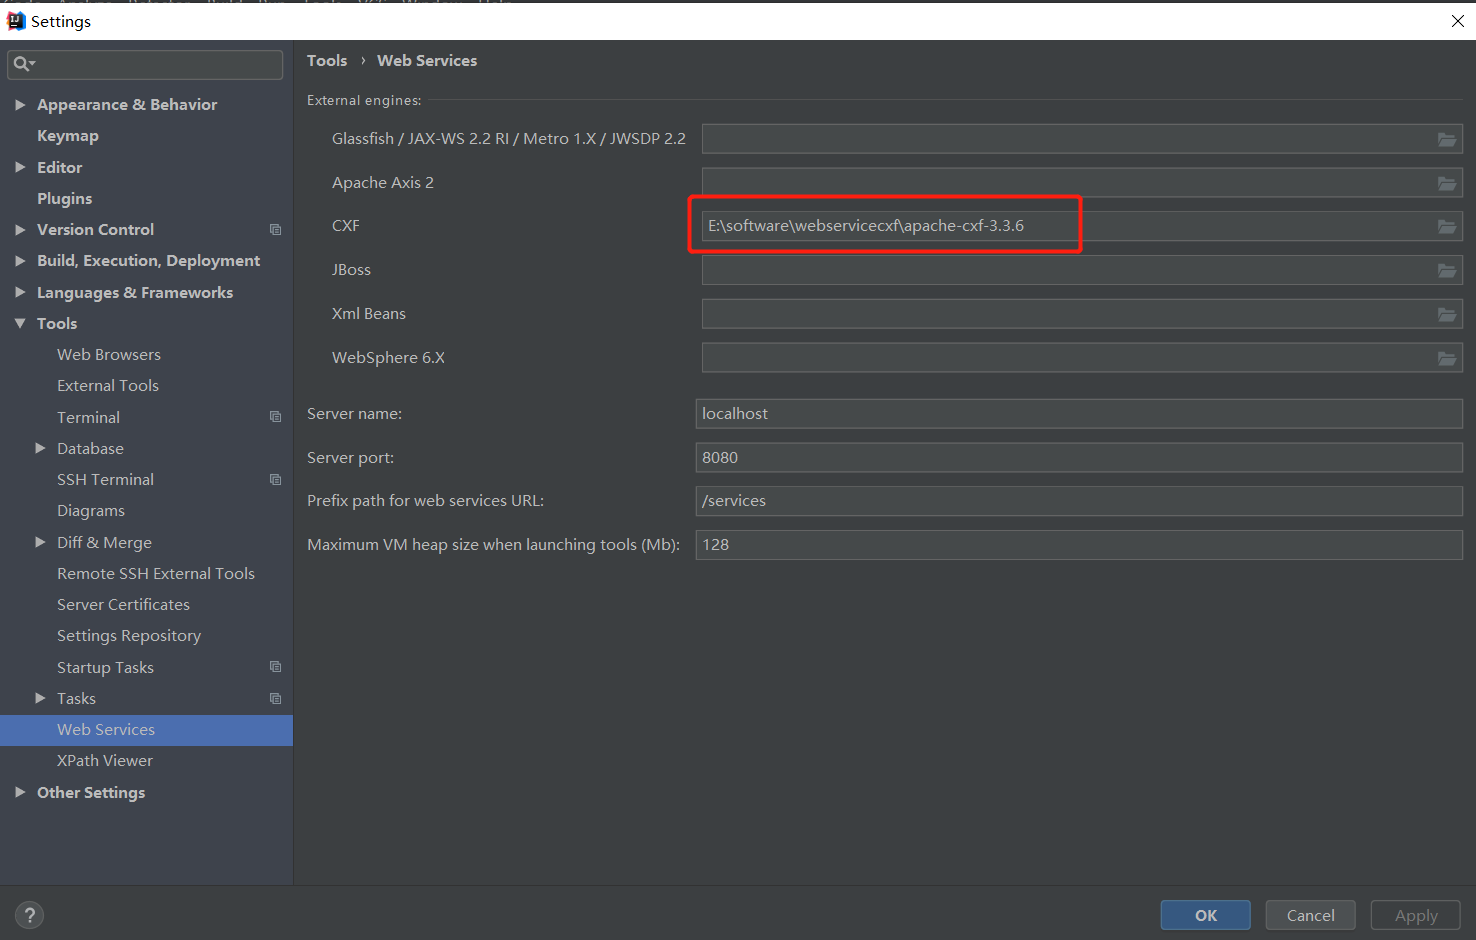 Settings
Appearance & Behavior
Keymap
Editor
Plugins
Version Control
Build, Execution, Deployment
Languages & Frameworks
Tools
Web Browsers
External Tools
Terminal
Database
SSH Terminal
Diagrams
Diff & Merge
Remote SSH External Tools
Server Certificates
Settings Repository
Startup Tasks
Tasks
Web Services
XPath Viewer
Other Settings
Tools › Web Services
External engines:
Glassfish / JAX-WS 2.2 RI / Metro 1.X / JWSDP 2.2
Apache Axis 2
CXF E:\software\webservicecxf\apache-cxf-3.3.6
JBoss
Xml Beans
WebSphere 6.X
Server name: localhost
Server port: 8080
Prefix path for web services URL: /services
Maximum VM heap size when launching tools (Mb): 128
?
OK Cancel Apply